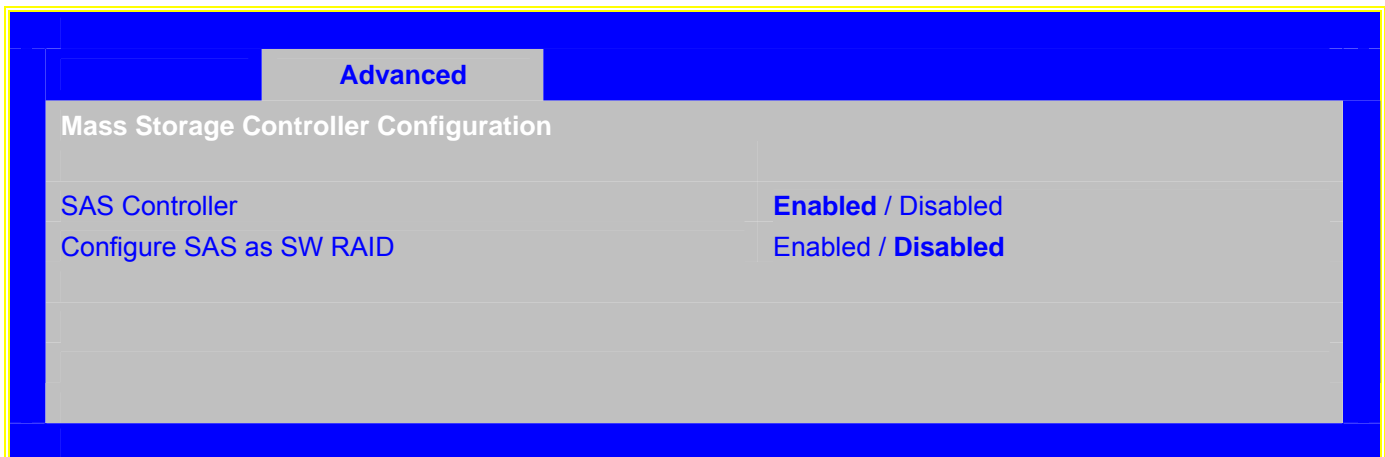 Advanced
Mass Storage Controller Configuration
SAS Controller Enabled / Disabled
Configure SAS as SW RAID Enabled / Disabled